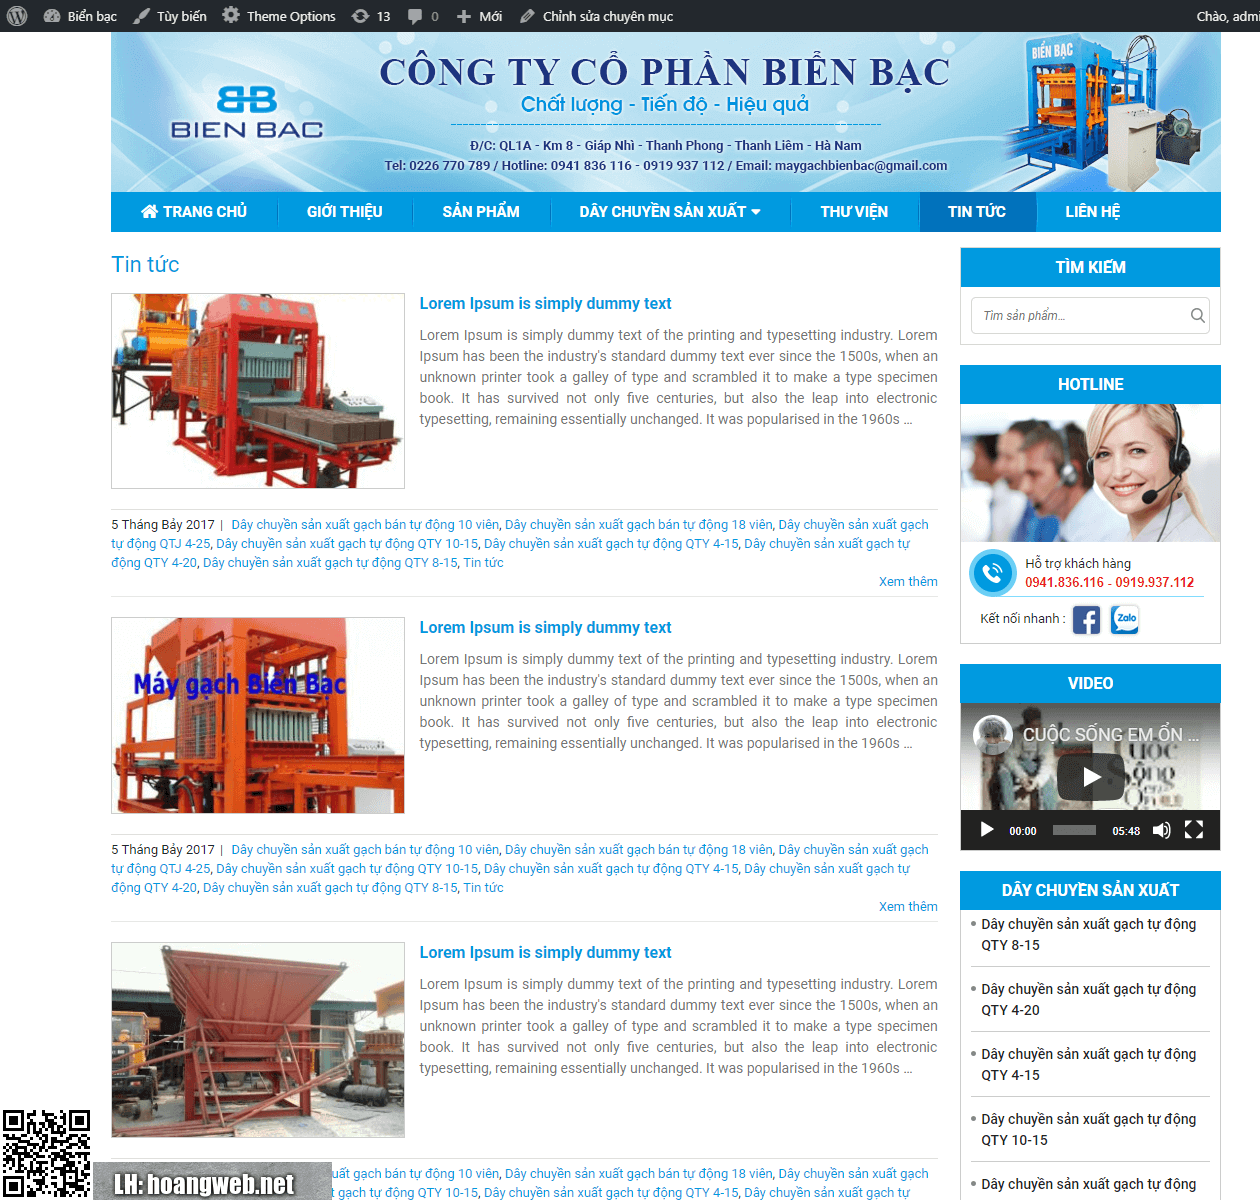 Biển bạc Tùy biến Theme Options 13 0 Mới Chỉnh sửa chuyên mục Chào, admi
BIEN BAC
CÔNG TY CỔ PHẦN BIỂN BẠC
Chất lượng - Tiến độ - Hiệu quả
Đ/C: QL1A - Km 8 - Giáp Nhì - Thanh Phong - Thanh Liêm - Hà Nam
Tel: 0226 770 789 / Hotline: 0941 836 116 - 0919 937 112 / Email: maygachbienbac@gmail.com
BIỂN BẠC
TRANG CHỦ GIỚI THIỆU SẢN PHẨM DÂY CHUYỀN SẢN XUẤT THƯ VIỆN TIN TỨC LIÊN HỆ
Tin tức
Lorem Ipsum is simply dummy text
Lorem Ipsum is simply dummy text of the printing and typesetting industry. Lorem
Ipsum has been the industry's standard dummy text ever since the 1500s, when an
unknown printer took a galley of type and scrambled it to make a type specimen
book. It has survived not only five centuries, but also the leap into electronic
typesetting, remaining essentially unchanged. It was popularised in the 1960s ...
5 Tháng Bảy 2017 | Dây chuyền sản xuất gạch bán tự động 10 viên, Dây chuyền sản xuất gạch bán tự động 18 viên, Dây chuyền sản xuất gạch
tự động QTJ 4-25, Dây chuyền sản xuất gạch tự động QTY 10-15, Dây chuyền sản xuất gạch tự động QTY 4-15, Dây chuyền sản xuất gạch tự
động QTY 4-20, Dây chuyền sản xuất gạch tự động QTY 8-15, Tin tức
Xem thêm
Máy gạch Biển Bạc
Lorem Ipsum is simply dummy text
Lorem Ipsum is simply dummy text of the printing and typesetting industry. Lorem
Ipsum has been the industry's standard dummy text ever since the 1500s, when an
unknown printer took a galley of type and scrambled it to make a type specimen
book. It has survived not only five centuries, but also the leap into electronic
typesetting, remaining essentially unchanged. It was popularised in the 1960s ...
5 Tháng Bảy 2017 | Dây chuyền sản xuất gạch bán tự động 10 viên, Dây chuyền sản xuất gạch bán tự động 18 viên, Dây chuyền sản xuất gạch
tự động QTJ 4-25, Dây chuyền sản xuất gạch tự động QTY 10-15, Dây chuyền sản xuất gạch tự động QTY 4-15, Dây chuyền sản xuất gạch tự
động QTY 4-20, Dây chuyền sản xuất gạch tự động QTY 8-15, Tin tức
Xem thêm
Lorem Ipsum is simply dummy text
Lorem Ipsum is simply dummy text of the printing and typesetting industry. Lorem
Ipsum has been the industry's standard dummy text ever since the 1500s, when an
unknown printer took a galley of type and scrambled it to make a type specimen
book. It has survived not only five centuries, but also the leap into electronic
typesetting, remaining essentially unchanged. It was popularised in the 1960s ...
uất gạch bán tự động 10 viên, Dây chuyền sản xuất gạch bán tự động 18 viên, Dây chuyền sản xuất gạch
t gạch tự động QTY 10-15, Dây chuyền sản xuất gạch tự động QTY 4-15, Dây chuyền sản xuất gạch tự
LH: hoangweb.net
TÌM KIẾM
Tìm sản phẩm...
HOTLINE
Hỗ trợ khách hàng
0941.836.116 - 0919.937.112
Kết nối nhanh :
Zalo
VIDEO
CUỘC SỐNG EM ỔN ...
00:00 05:48
DÂY CHUYỀN SẢN XUẤT
Dây chuyền sản xuất gạch tự động
QTY 8-15
Dây chuyền sản xuất gạch tự động
QTY 4-20
Dây chuyền sản xuất gạch tự động
QTY 4-15
Dây chuyền sản xuất gạch tự động
QTY 10-15
Dây chuyền sản xuất gạch tự động